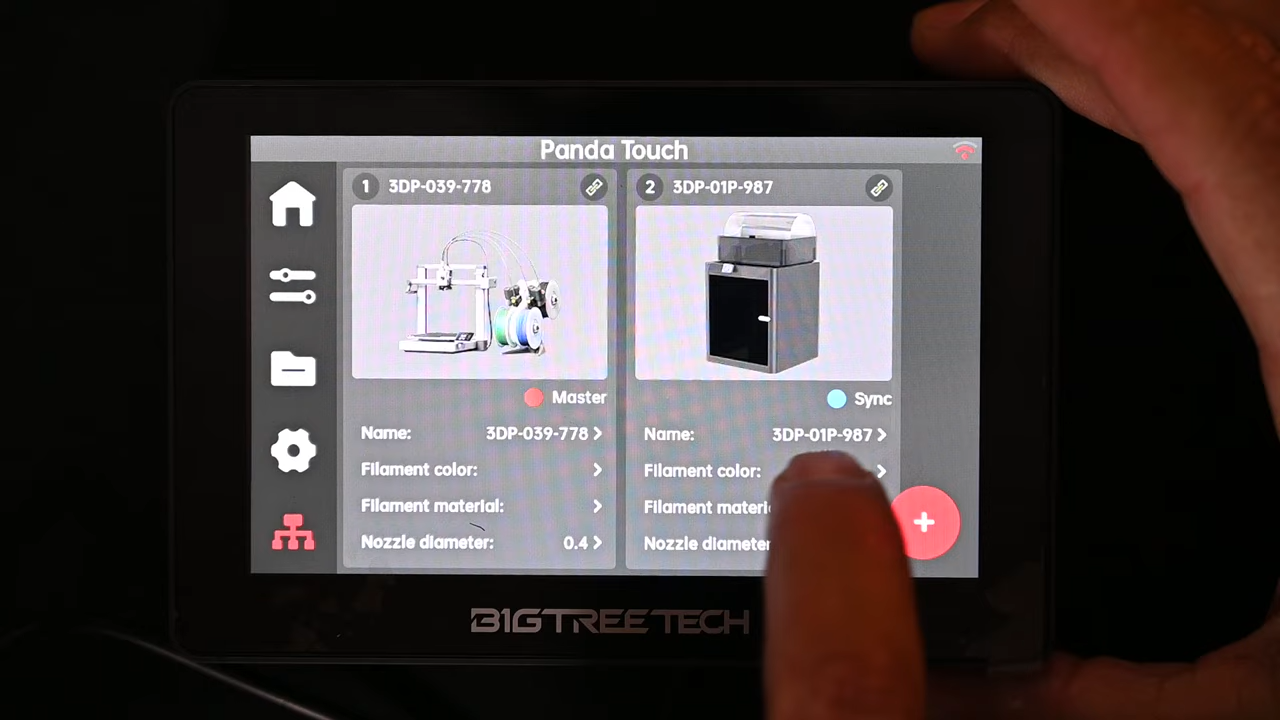 Panda Touch
1 3DP-039-778
Master
Name: 3DP-039-778 >
Filament color: >
Filament material: >
Nozzle diameter: 0.4 >
2 3DP-01P-987
Sync
Name: 3DP-01P-987 >
Filament color: >
Filament
Nozzle diameter
+
BIGTREETECH